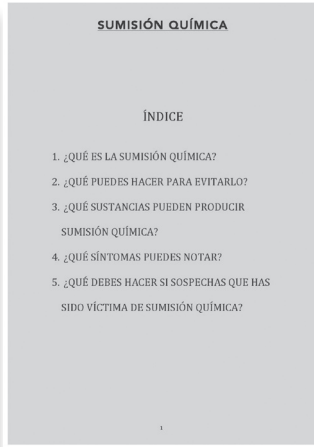 SUMISIÓN QUÍMICA
ÍNDICE
1. ¿QUÉ ES LA SUMISIÓN QUÍMICA?
2. ¿QUÉ PUEDES HACER PARA EVITARLO?
3. ¿QUÉ SUSTANCIAS PUEDEN PRODUCIR
SUMISIÓN QUÍMICA?
4. ¿QUÉ SÍNTOMAS PUEDES NOTAR?
5. ¿QUÉ DEBES HACER SI SOSPECHAS QUE HAS
SIDO VÍCTIMA DE SUMISIÓN QUÍMICA?
1